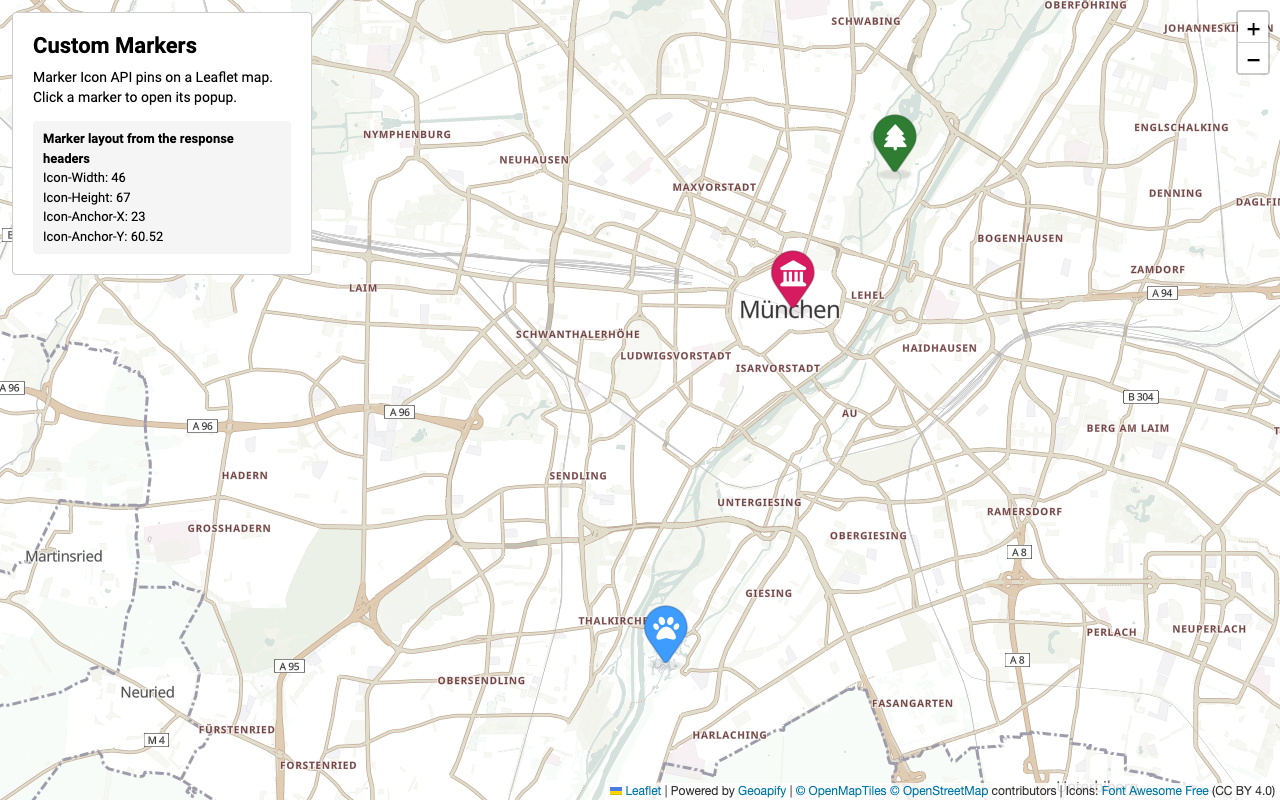 Custom Markers
Marker Icon API pins on a Leaflet map.
Click a marker to open its popup.
Marker layout from the response
headers
Icon-Width: 46
Icon-Height: 67
Icon-Anchor-X: 23
Icon-Anchor-Y: 60.52
+
−
OBERFÖHRING
SCHWABING
NYMPHENBURG
ENGLSCHALKING
NEUHAUSEN
MAXVORSTADT
DENNING
BOGENHAUSEN
ZAMDORF
LAIM
LEHEL
A 94
München
SCHWANTHALERHÖHE
HAIDHAUSEN
LUDWIGSVORSTADT
ISARVORSTADT
A 96
B 304
A 96
AU
A 96
BERG AM LAIM
HADERN
SENDLING
UNTERGIESING
RAMERSDORF
GROSSHADERN
OBERGIESING
Martinsried
A 8
GIESING
THALKIRCHE
PERLACH
NEUPERLACH
A 95
A 8
OBERSENDLING
Neuried
FASANGARTEN
FÜRSTENRIED
HARLACHING
M 4
FORSTENRIED
Leaflet | Powered by Geoapify | © OpenMapTiles © OpenStreetMap contributors | Icons: Font Awesome Free (CC BY 4.0)